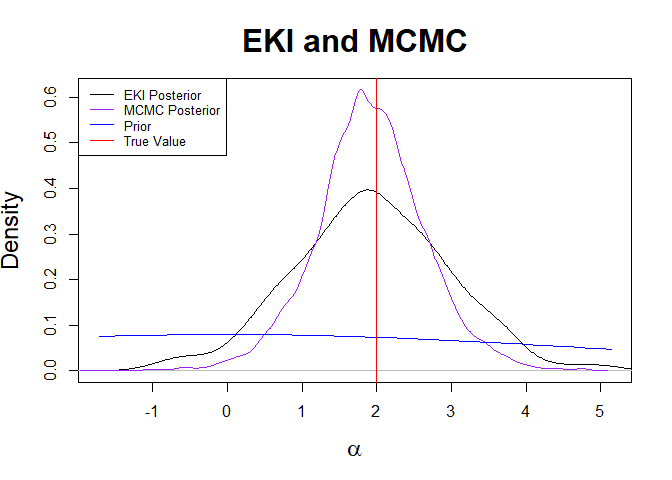 EKI and MCMC
EKI Posterior
MCMC Posterior
Prior
True Value
Density
0.0
0.1
0.2
0.3
0.4
0.5
0.6
-1
0
1
2
3
4
5
α